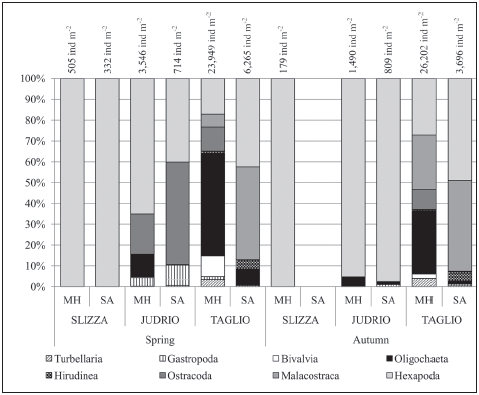 505 ind m-2
332 ind m-2
3,546 ind m-2
714 ind m-2
23,949 ind m-2
6,265 ind m-2
179 ind m-2
1,490 ind m-2
809 ind m-2
26,202 ind m-2
3,696 ind m-2
100%
90%
80%
70%
60%
50%
40%
30%
20%
10%
0%
MH SA MH SA MH SA MH SA MH SA MH SA
SLIZZA JUDRIO TAGLIO SLIZZA JUDRIO TAGLIO
Spring Autumn
Turbellaria Gastropoda Bivalvia Oligochaeta
Hirudinea Ostracoda Malacostraca Hexapoda